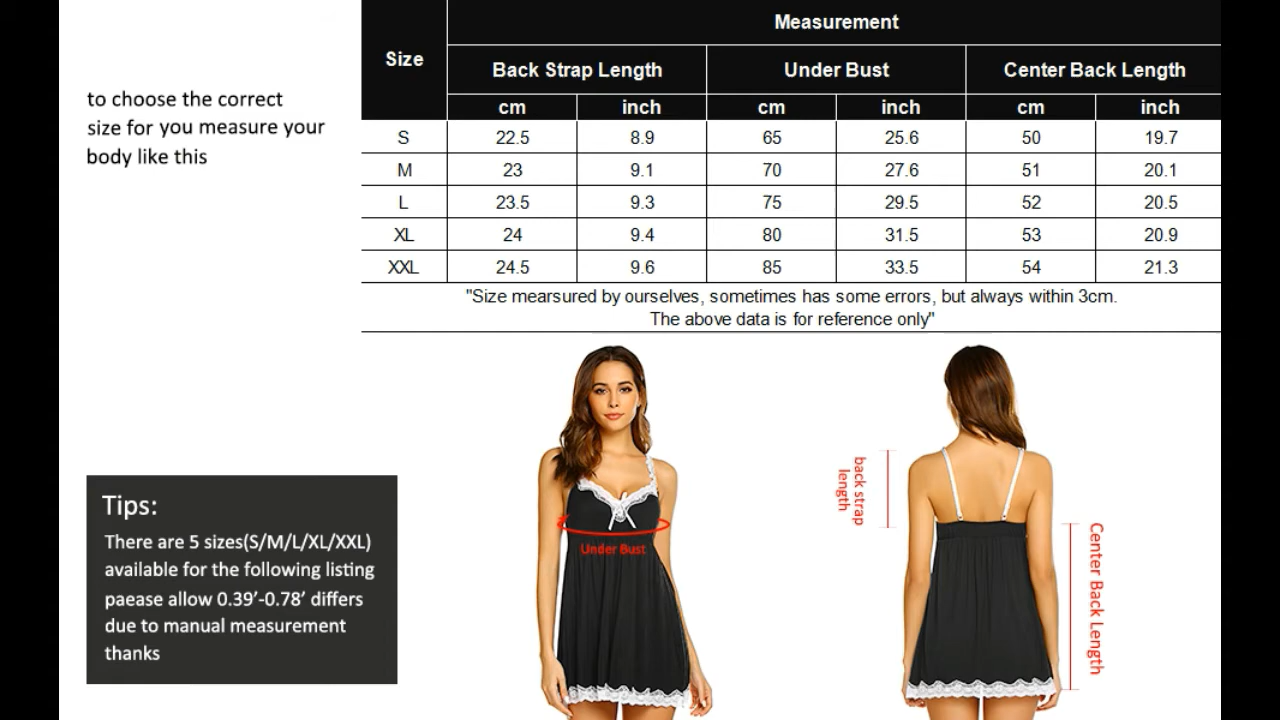 to choose the correct
size for you measure your
body like this
Size
Measurement
Back Strap Length Under Bust Center Back Length
cm inch cm inch cm inch
S 22.5 8.9 65 25.6 50 19.7
M 23 9.1 70 27.6 51 20.1
L 23.5 9.3 75 29.5 52 20.5
XL 24 9.4 80 31.5 53 20.9
XXL 24.5 9.6 85 33.5 54 21.3
"Size mearsured by ourselves, sometimes has some errors, but always within 3cm.
The above data is for reference only"
Tips:
There are 5 sizes(S/M/L/XL/XXL)
available for the following listing
paease allow 0.39’-0.78’ differs
due to manual measurement
thanks
Under Bust
back strap
length
Center Back Length